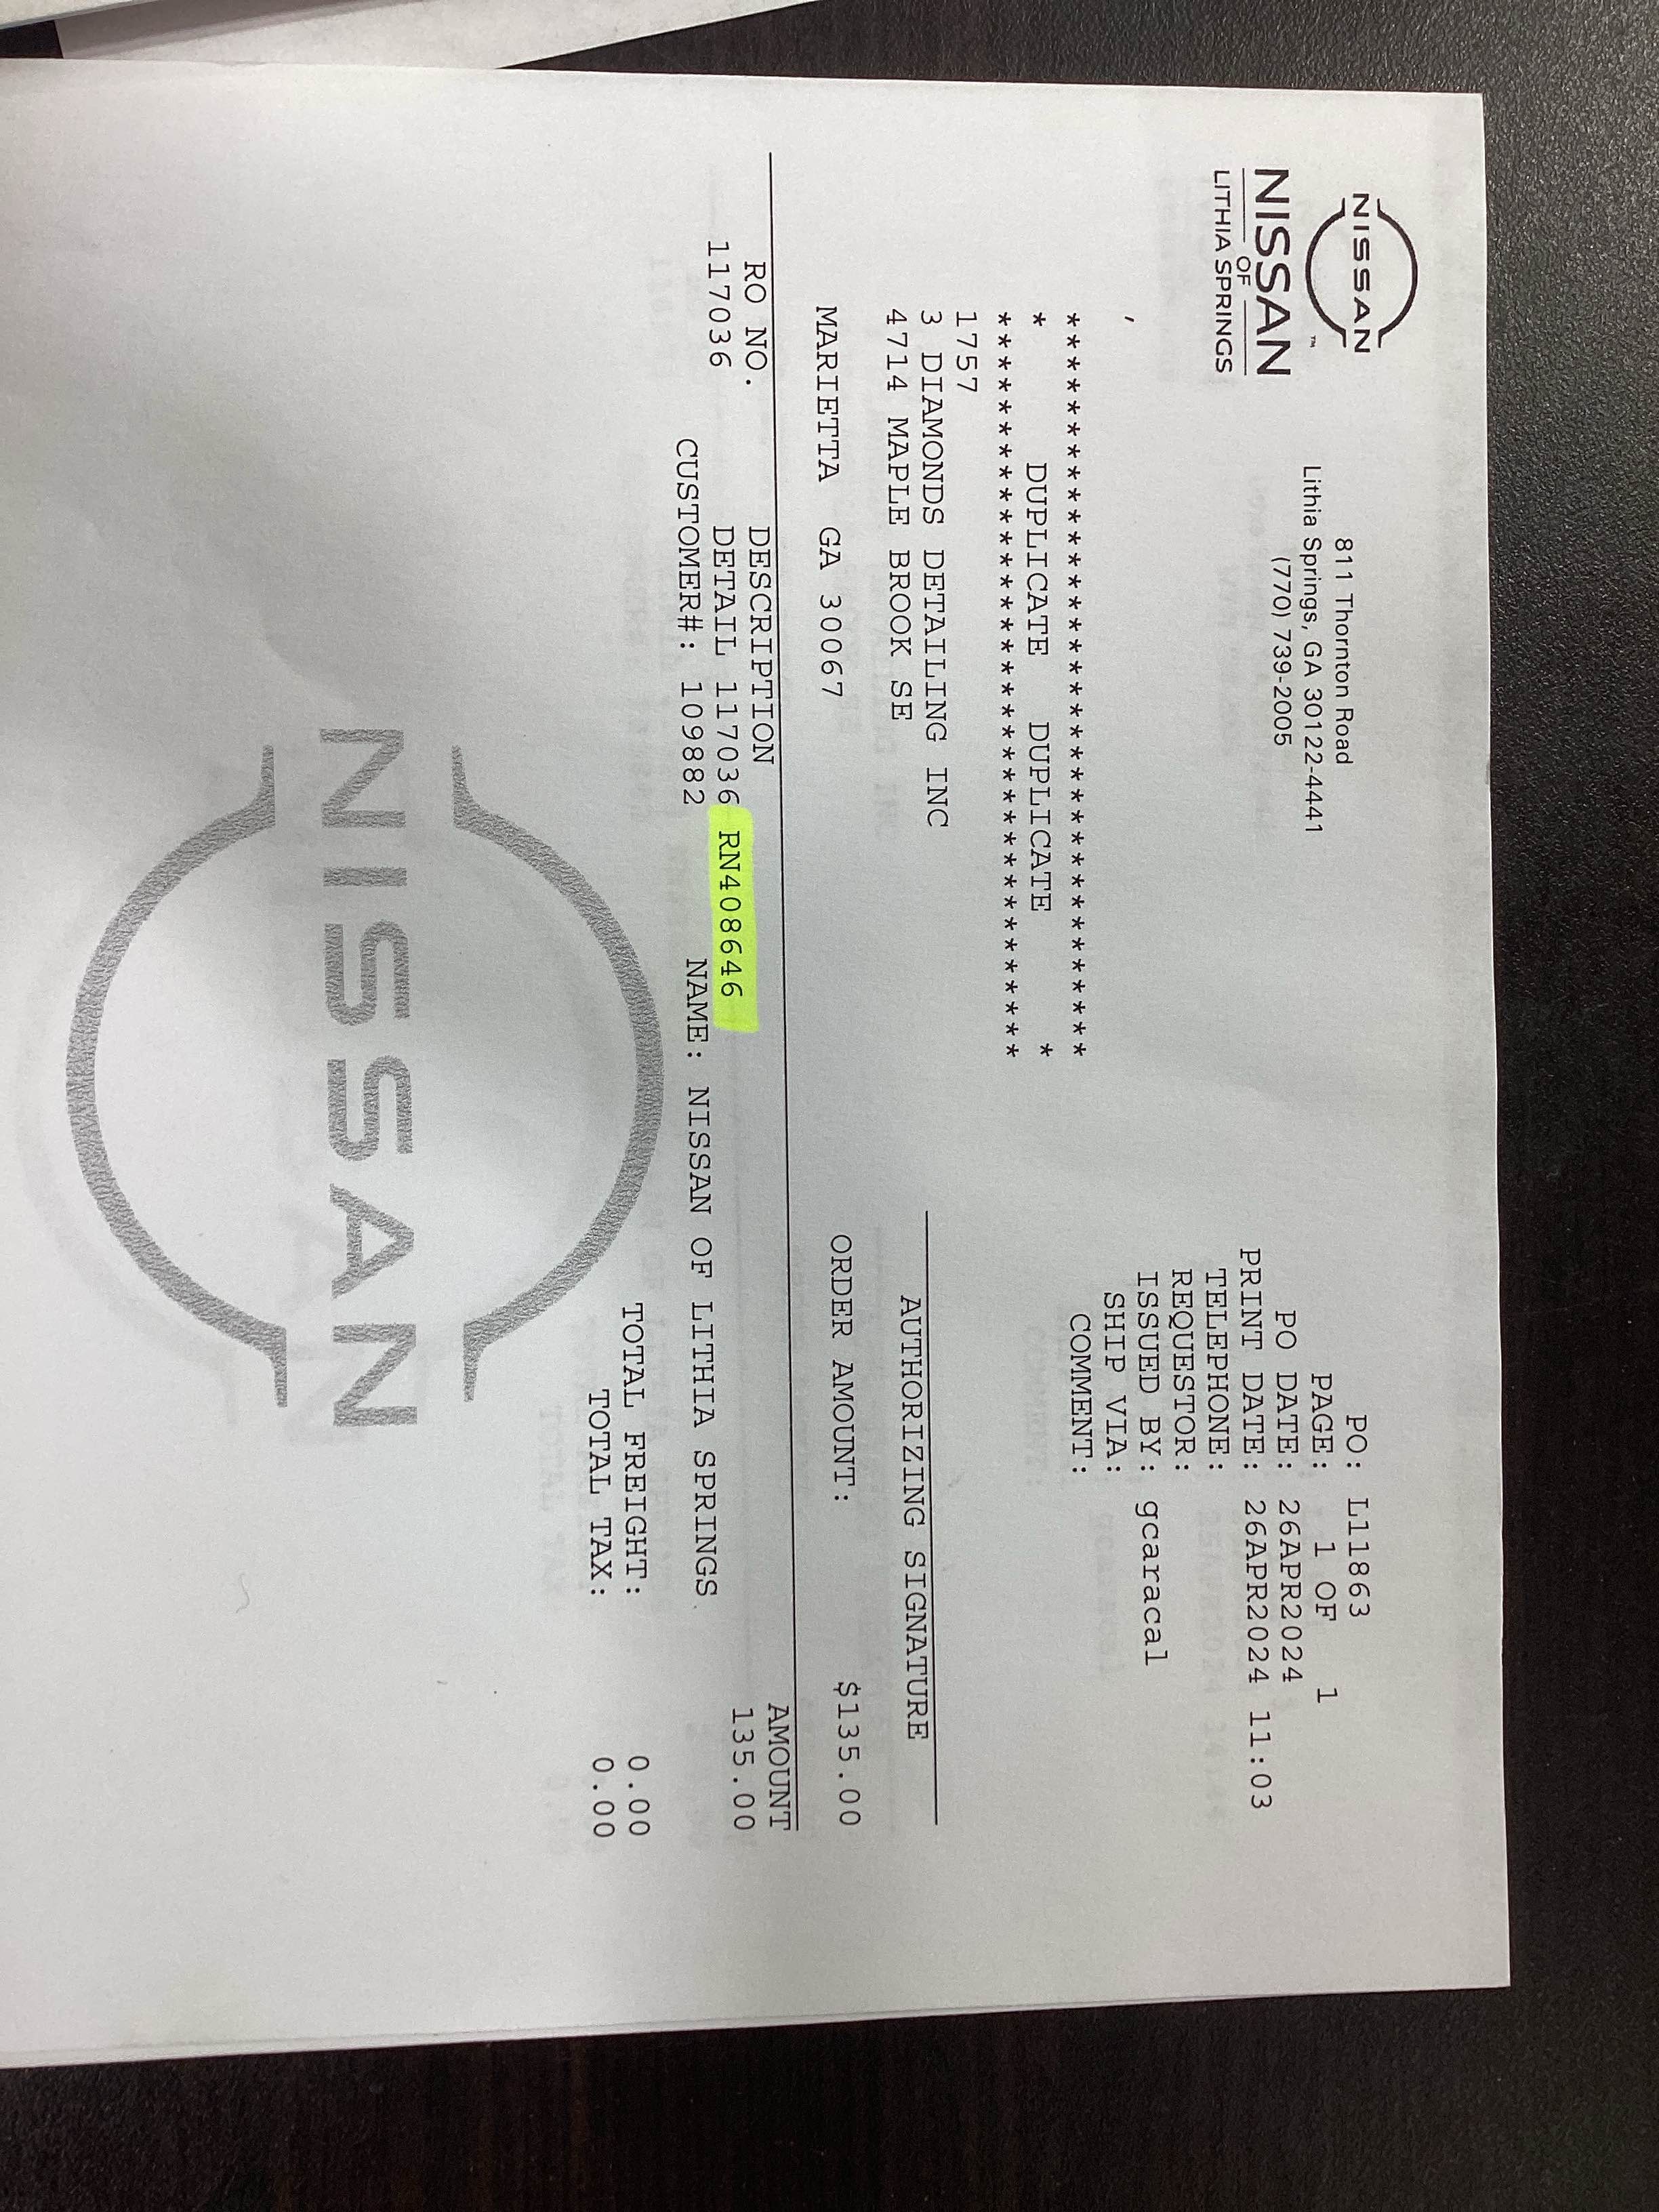 NISSAN
NISSAN
OF
LITHIA SPRINGS
811 Thornton Road
Lithia Springs, GA 30122-4441
(770) 739-2005
PO: L11863
PAGE: 1 OF 1
PO DATE: 26APR2024
PRINT DATE: 26APR2024 11:03
TELEPHONE:
REQUESTOR:
ISSUED BY: gcaracal
SHIP VIA:
COMMENT:
,
**********************************
* DUPLICATE DUPLICATE *
**********************************
1757
3 DIAMONDS DETAILING INC
4714 MAPLE BROOK SE
MARIETTA GA 30067
AUTHORIZING SIGNATURE
ORDER AMOUNT: $135.00
RO NO. DESCRIPTION AMOUNT
117036 DETAIL 117036 RN408646 135.00
CUSTOMER#: 109882 NAME: NISSAN OF LITHIA SPRINGS
TOTAL FREIGHT: 0.00
TOTAL TAX: 0.00
NISSAN